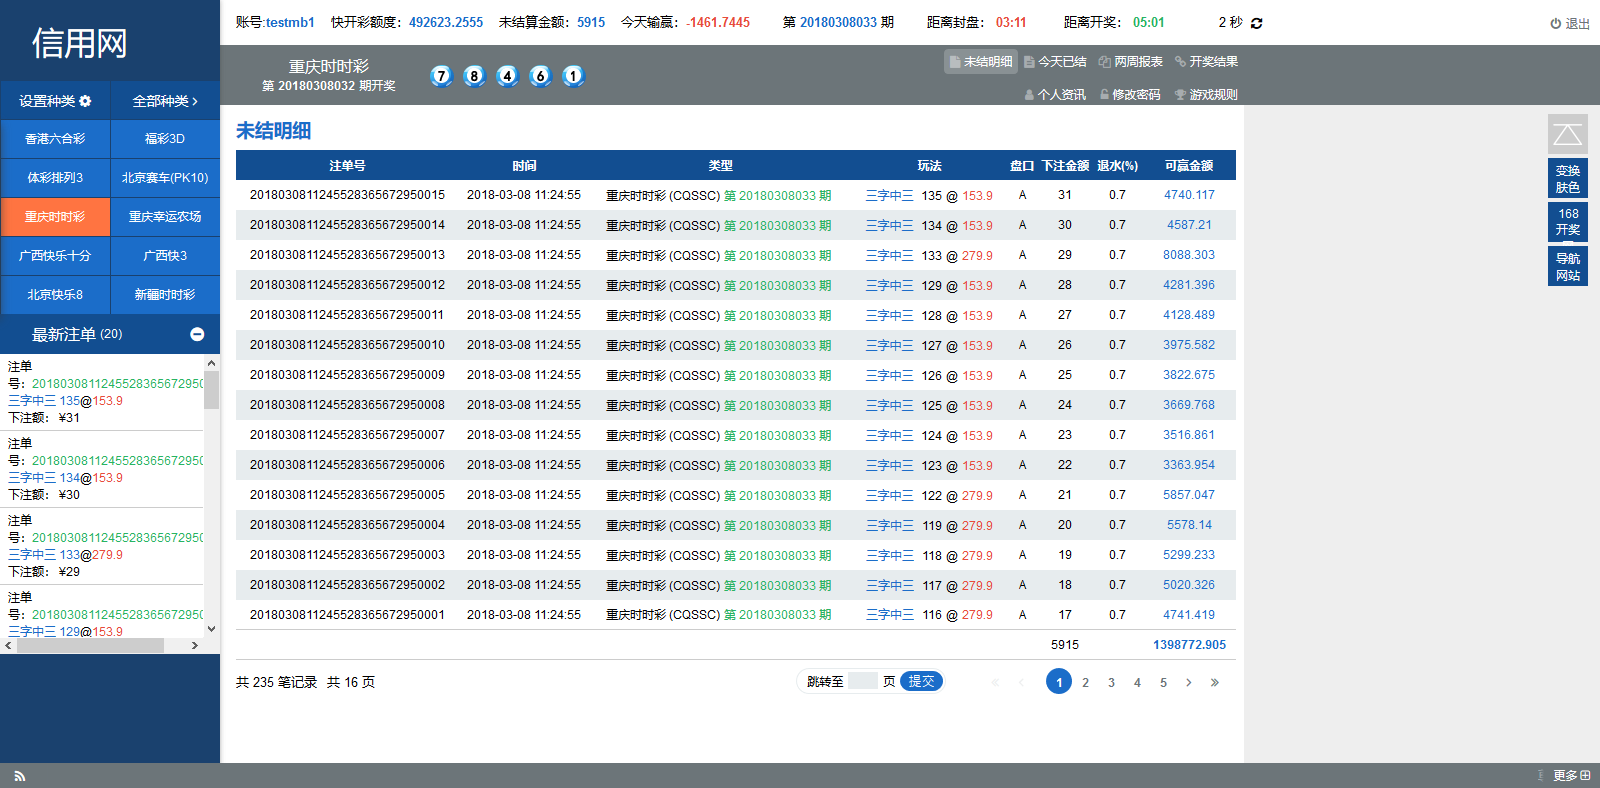 信用网
设置种类 全部种类
香港六合彩 福彩3D
体彩排列3 北京赛车(PK10)
重庆时时彩 重庆幸运农场
广西快乐十分 广西快3
北京快乐8 新疆时时彩
最新注单 (20)
注单
号：2018030811245528365672950
三字中三 135@153.9
下注额：¥31
注单
号：2018030811245528365672950
三字中三 134@153.9
下注额：¥30
注单
号：2018030811245528365672950
三字中三 133@279.9
下注额：¥29
注单
号：2018030811245528365672950
三字中三 129@153.9
账号:testmb1 快开彩额度：492623.2555 未结算金额：5915 今天输赢：-1461.7445 第 20180308033 期 距离封盘：03:11 距离开奖：05:01 2 秒 退出
重庆时时彩
第 20180308032 期开奖
7 8 4 6 1
未结明细 今天已结 两周报表 开奖结果
个人资讯 修改密码 游戏规则
未结明细
注单号 时间 类型 玩法 盘口 下注金额 退水(%) 可赢金额
20180308112455283656729500​15 2018-03-08 11:24:55 重庆时时彩 (CQSSC) 第 20180308033 期 三字中三 135 @ 153.9 A 31 0.7 4740.117
20180308112455283656729500​14 2018-03-08 11:24:55 重庆时时彩 (CQSSC) 第 20180308033 期 三字中三 134 @ 153.9 A 30 0.7 4587.21
20180308112455283656729500​13 2018-03-08 11:24:55 重庆时时彩 (CQSSC) 第 20180308033 期 三字中三 133 @ 279.9 A 29 0.7 8088.303
20180308112455283656729500​12 2018-03-08 11:24:55 重庆时时彩 (CQSSC) 第 20180308033 期 三字中三 129 @ 153.9 A 28 0.7 4281.396
20180308112455283656729500​11 2018-03-08 11:24:55 重庆时时彩 (CQSSC) 第 20180308033 期 三字中三 128 @ 153.9 A 27 0.7 4128.489
20180308112455283656729500​10 2018-03-08 11:24:55 重庆时时彩 (CQSSC) 第 20180308033 期 三字中三 127 @ 153.9 A 26 0.7 3975.582
20180308112455283656729500​09 2018-03-08 11:24:55 重庆时时彩 (CQSSC) 第 20180308033 期 三字中三 126 @ 153.9 A 25 0.7 3822.675
20180308112455283656729500​08 2018-03-08 11:24:55 重庆时时彩 (CQSSC) 第 20180308033 期 三字中三 125 @ 153.9 A 24 0.7 3669.768
20180308112455283656729500​07 2018-03-08 11:24:55 重庆时时彩 (CQSSC) 第 20180308033 期 三字中三 124 @ 153.9 A 23 0.7 3516.861
20180308112455283656729500​06 2018-03-08 11:24:55 重庆时时彩 (CQSSC) 第 20180308033 期 三字中三 123 @ 153.9 A 22 0.7 3363.954
20180308112455283656729500​05 2018-03-08 11:24:55 重庆时时彩 (CQSSC) 第 20180308033 期 三字中三 122 @ 279.9 A 21 0.7 5857.047
20180308112455283656729500​04 2018-03-08 11:24:55 重庆时时彩 (CQSSC) 第 20180308033 期 三字中三 119 @ 279.9 A 20 0.7 5578.14
20180308112455283656729500​03 2018-03-08 11:24:55 重庆时时彩 (CQSSC) 第 20180308033 期 三字中三 118 @ 279.9 A 19 0.7 5299.233
20180308112455283656729500​02 2018-03-08 11:24:55 重庆时时彩 (CQSSC) 第 20180308033 期 三字中三 117 @ 279.9 A 18 0.7 5020.326
20180308112455283656729500​01 2018-03-08 11:24:55 重庆时时彩 (CQSSC) 第 20180308033 期 三字中三 116 @ 279.9 A 17 0.7 4741.419
5915 1398772.905
共 235 笔记录 共 16 页 跳转至 页 提交 « ‹ 1 2 3 4 5 › »
变换
肤色
168
开奖
导航
网站
更多